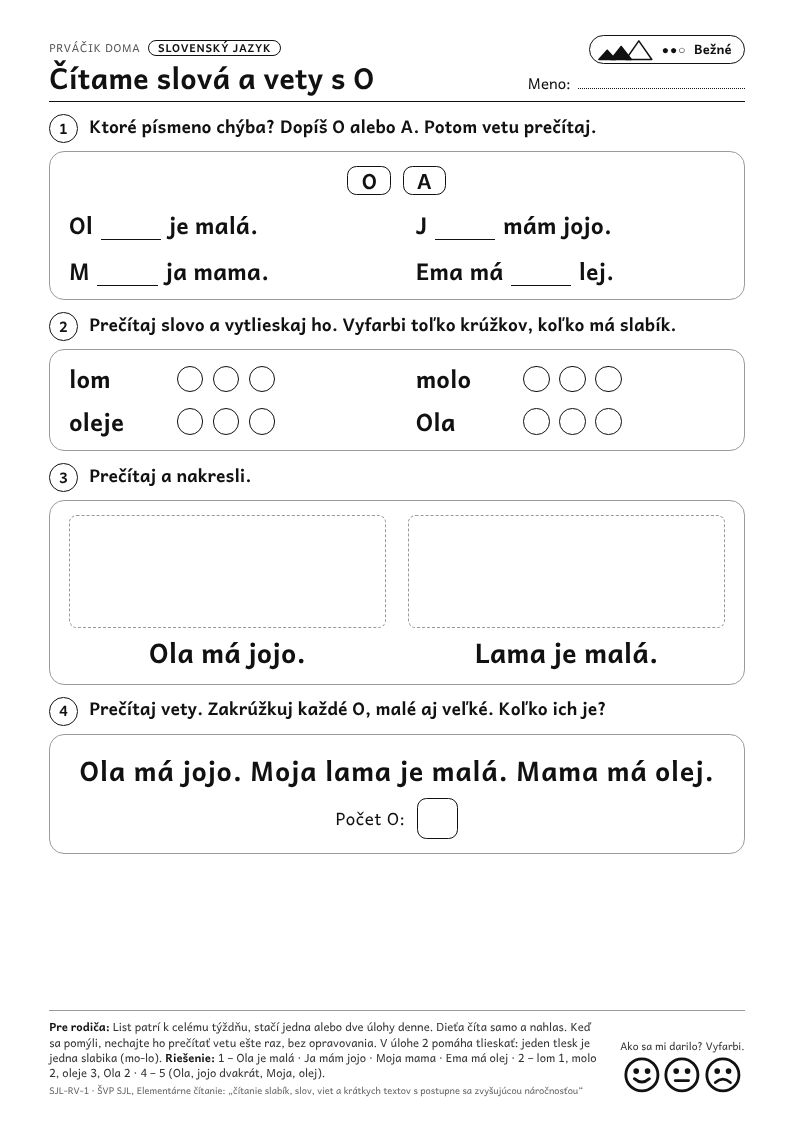 PRVÁČIK DOMA SLOVENSKÝ JAZYK
Bežné
Čítame slová a vety s O
Meno:
1 Ktoré písmeno chýba? Dopíš O alebo A. Potom vetu prečítaj.
O A
Ol _____ je malá. J _____ mám jojo.
M _____ ja mama. Ema má _____ lej.
2 Prečítaj slovo a vytlieskaj ho. Vyfarbi toľko krúžkov, koľko má slabík.
lom molo
oleje Ola
3 Prečítaj a nakresli.
Ola má jojo. Lama je malá.
4 Prečítaj vety. Zakrúžkuj každé O, malé aj veľké. Koľko ich je?
Ola má jojo. Moja lama je malá. Mama má olej.
Počet O:
Pre rodiča: List patrí k celému týždňu, stačí jedna alebo dve úlohy denne. Dieťa číta samo a nahlas. Keď
sa pomýli, nechajte ho prečítať vetu ešte raz, bez opravovania. V úlohe 2 pomáha tlieskať: jeden tlesk je
jedna slabika (mo-lo). Riešenie: 1 – Ola je malá · Ja mám jojo · Moja mama · Ema má olej · 2 – lom 1, molo
2, oleje 3, Ola 2 · 4 – 5 (Ola, jojo dvakrát, Moja, olej).
SJL-RV-1 · ŠVP SJL, Elementárne čítanie: „čítanie slabík, slov, viet a krátkych textov s postupne sa zvyšujúcou náročnosťou“
Ako sa mi darilo? Vyfarbi.